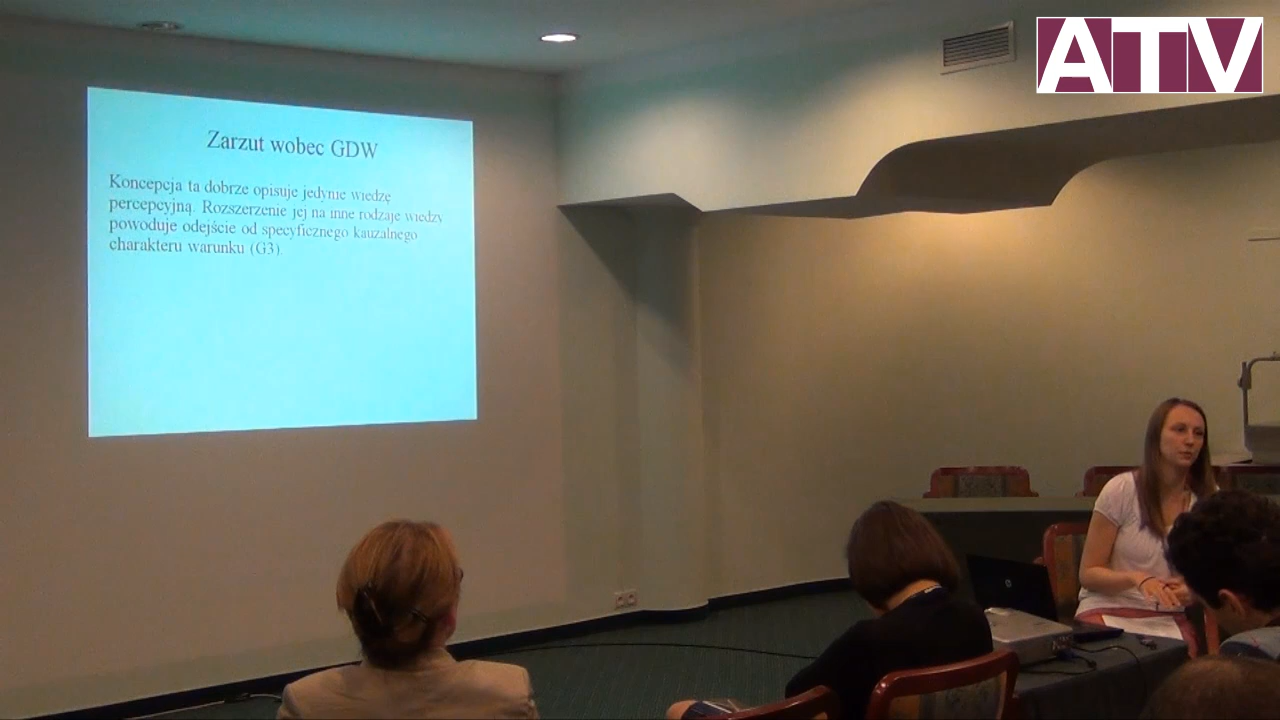 ATV
Zarzut wobec GDW
Koncepcja ta dobrze opisuje jedynie wiedzę
percepcyjną. Rozszerzenie jej na inne rodzaje wiedzy
powoduje odejście od specyficznego kauzalnego
charakteru warunku (G3).